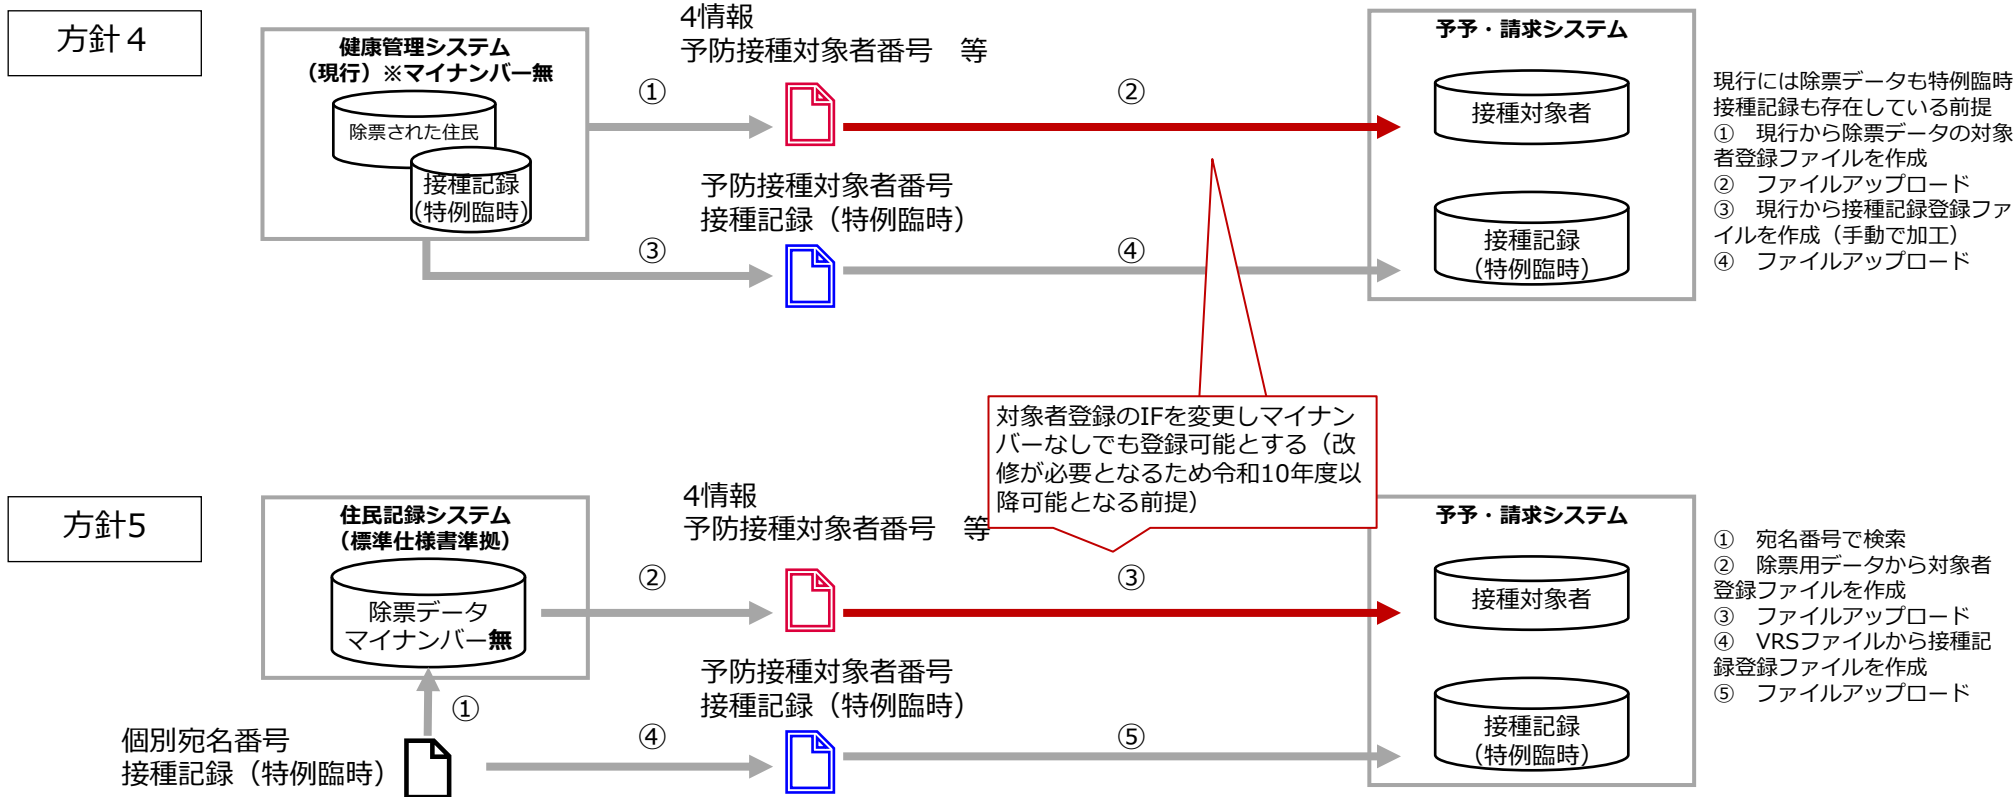 方針４
健康管理システム
（現行）※マイナンバー無
除票された住民
接種記録
（特例臨時）
①
4情報
予防接種対象者番号　等
②
予防接種対象者番号
接種記録（特例臨時）
③
④
予予・請求システム
接種対象者
接種記録
（特例臨時）
現行には除票データも特例臨時
接種記録も存在している前提
①　現行から除票データの対象
者登録ファイルを作成
②　ファイルアップロード
③　現行から接種記録登録ファ
イルを作成（手動で加工）
④　ファイルアップロード
対象者登録のIFを変更しマイナン
バーなしでも登録可能とする（改
修が必要となるため令和10年度以
降可能となる前提）
方針5
住民記録システム
（標準仕様書準拠）
除票データ
マイナンバー無
①
個別宛名番号
接種記録（特例臨時）
②
4情報
予防接種対象者番号　等
③
予防接種対象者番号
接種記録（特例臨時）
④
⑤
予予・請求システム
接種対象者
接種記録
（特例臨時）
①　宛名番号で検索
②　除票用データから対象者
登録ファイルを作成
③　ファイルアップロード
④　VRSファイルから接種記
録登録ファイルを作成
⑤　ファイルアップロード